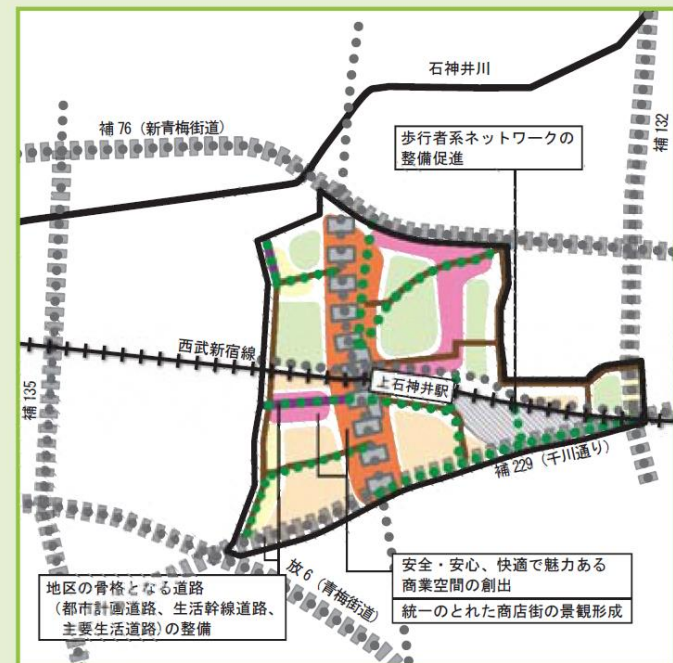 石神井川
補76（新青梅街道）
補132
歩行者系ネットワークの
整備促進
西武新宿線
上石神井駅
補135
補229（千川通り）
放6（青梅街道）
地区の骨格となる道路
（都市計画道路、生活幹線道路、
主要生活道路）の整備
安全・安心、快適で魅力ある
商業空間の創出
統一のとれた商店街の景観形成